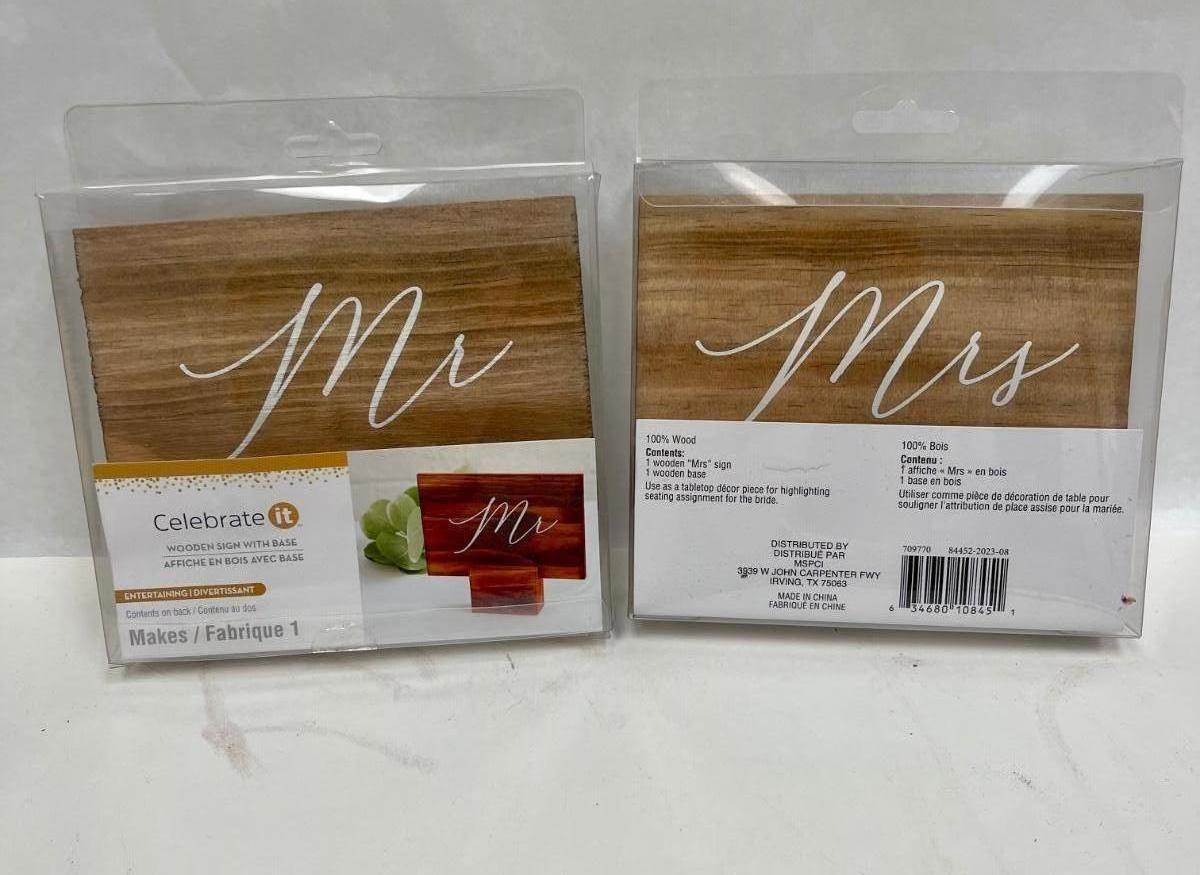 Mr
Celebrate it
WOODEN SIGN WITH BASE
AFFICHE EN BOIS AVEC BASE
ENTERTAINING | DIVERTISSANT
Contents on back / Contenu au dos
Makes / Fabrique 1
Mr
Mrs
100% Wood
Contents:
1 wooden "Mrs" sign
1 wooden base
Use as a tabletop décor piece for highlighting
seating assignment for the bride.
100% Bois
Contenu :
1 affiche « Mrs » en bois
1 base en bois
Utiliser comme pièce de décoration de table pour
souligner l'attribution de place assise pour la mariée.
DISTRIBUTED BY
DISTRIBUÉ PAR
MSPCI
3939 W JOHN CARPENTER FWY
IRVING, TX 75063
MADE IN CHINA
FABRIQUÉ EN CHINE
709770 84452-2023-08
6 34680 10845 1